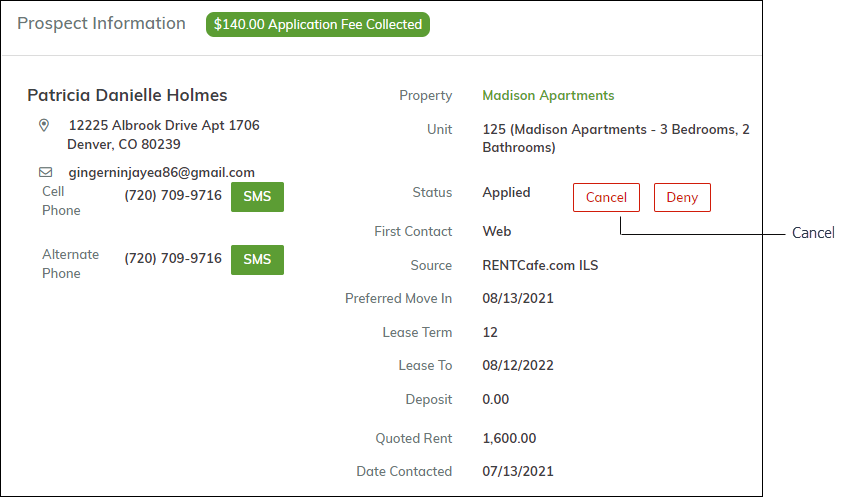 Prospect Information $140.00 Application Fee Collected
Patricia Danielle Holmes
12225 Albrook Drive Apt 1706
Denver, CO 80239
gingerninjayea86@gmail.com
Cell
Phone
(720) 709-9716 SMS
Alternate
Phone
(720) 709-9716 SMS
Property Madison Apartments
Unit 125 (Madison Apartments - 3 Bedrooms, 2
Bathrooms)
Status Applied Cancel Deny
Cancel
First Contact Web
Source RENTCafe.com ILS
Preferred Move In 08/13/2021
Lease Term 12
Lease To 08/12/2022
Deposit 0.00
Quoted Rent 1,600.00
Date Contacted 07/13/2021